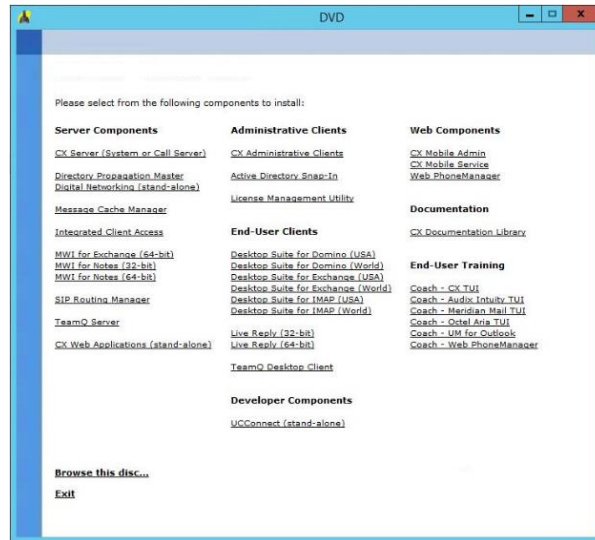 DVD
Please select from the following components to install:
Server Components
CX Server (System or Call Server)
Directory Propagation Master
Digital Networking (stand-alone)
Message Cache Manager
Integrated Client Access
MWI for Exchange (64-bit)
MWI for Notes (32-bit)
MWI for Notes (64-bit)
SIP Routing Manager
TeamQ Server
CX Web Applications (stand-alone)
Administrative Clients
CX Administrative Clients
Active Directory Snap-In
License Management Utility
End-User Clients
Desktop Suite for Domino (USA)
Desktop Suite for Domino (World)
Desktop Suite for Exchange (USA)
Desktop Suite for Exchange (World)
Desktop Suite for IMAP (USA)
Desktop Suite for IMAP (World)
Live Reply (32-bit)
Live Reply (64-bit)
TeamQ Desktop Client
Developer Components
UCConnect (stand-alone)
Web Components
CX Mobile Admin
CX Mobile Service
Web PhoneManager
Documentation
CX Documentation Library
End-User Training
Coach - CX TUI
Coach - Audix Intuity TUI
Coach - Meridian Mail TUI
Coach - Octel Aria TUI
Coach - UM for Outlook
Coach - Web PhoneManager
Browse this disc...
Exit